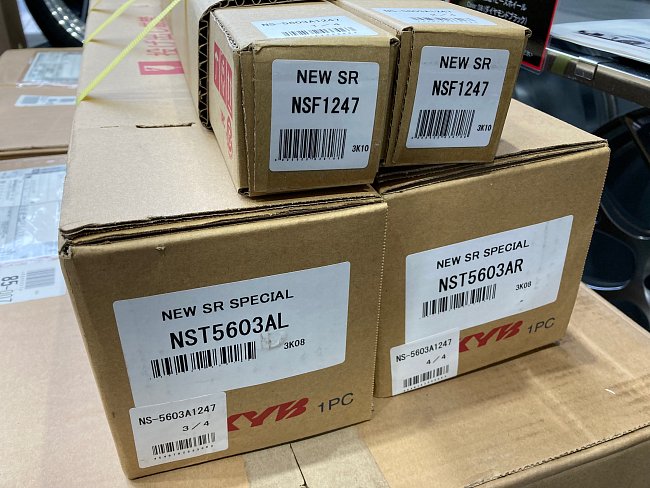 NS-5603A1247
NEW SR
NSF1247
3K10
NEW SR
NSF1247
3K10
NEW SR SPECIAL
NST5603AL
3K08
NS-5603A1247
3/4
KYB 1PC
NEW SR SPECIAL
NST5603AR
3K08
NS-5603A1247
4/4
KYB 1PC